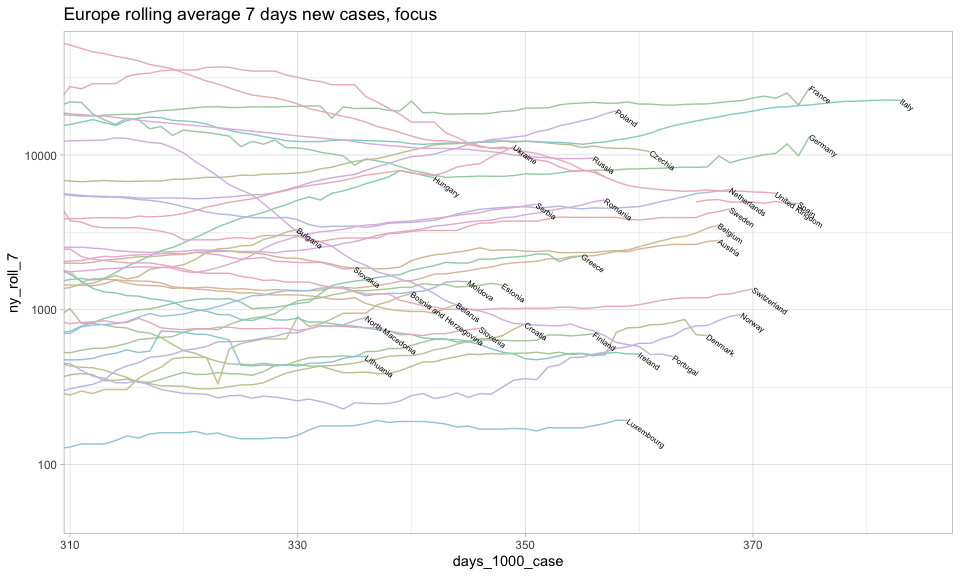 Europe rolling average 7 days new cases, focus
ny_roll_7
10000
1000
100
France
Italy
Poland
Germany
Ukraine
Russia
Czechia
Hungary
Netherlands
United Kingdom
Spain
Romania
Serbia
Sweden
Bulgaria
Belgium
Austria
Greece
Slovakia
Moldova
Estonia
Switzerland
Bosnia and Herzegovina
Belarus
North Macedonia
Slovenia
Croatia
Finland
Norway
Denmark
Ireland
Portugal
Lithuania
Luxembourg
310
330
350
370
days_1000_case